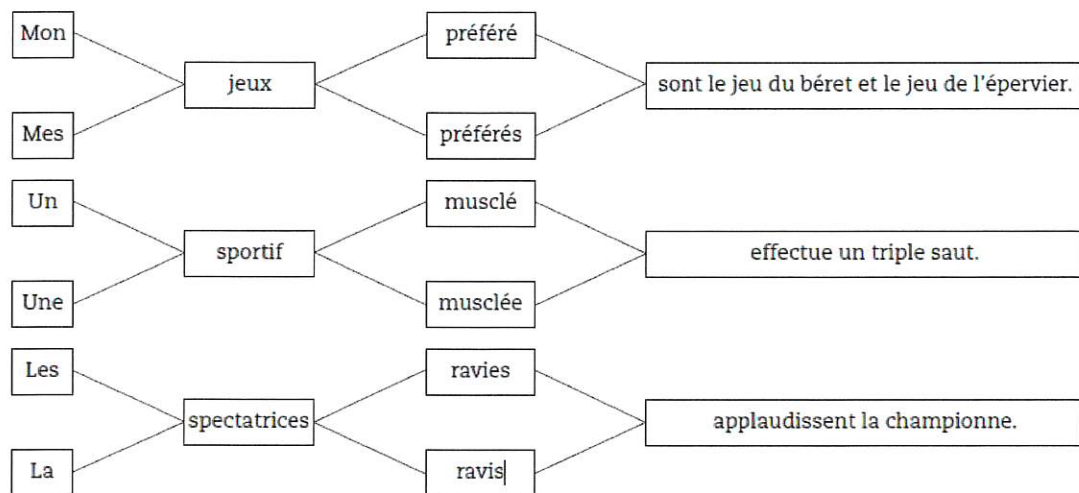 Mon
préféré
jeux
sont le jeu du béret et le jeu de l'épervier.
Mes
préférés
Un
musclé
sportif
effectue un triple saut.
Une
musclée
Les
ravies
spectatrices
applaudissent la championne.
La
ravis